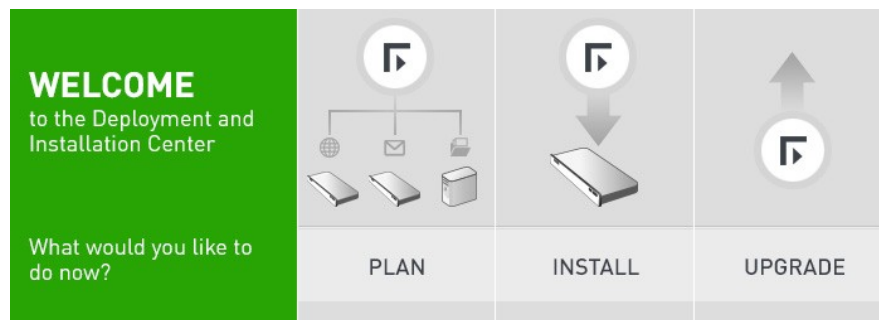 WELCOME
to the Deployment and
Installation Center
What would you like to
do now?
PLAN
INSTALL
UPGRADE